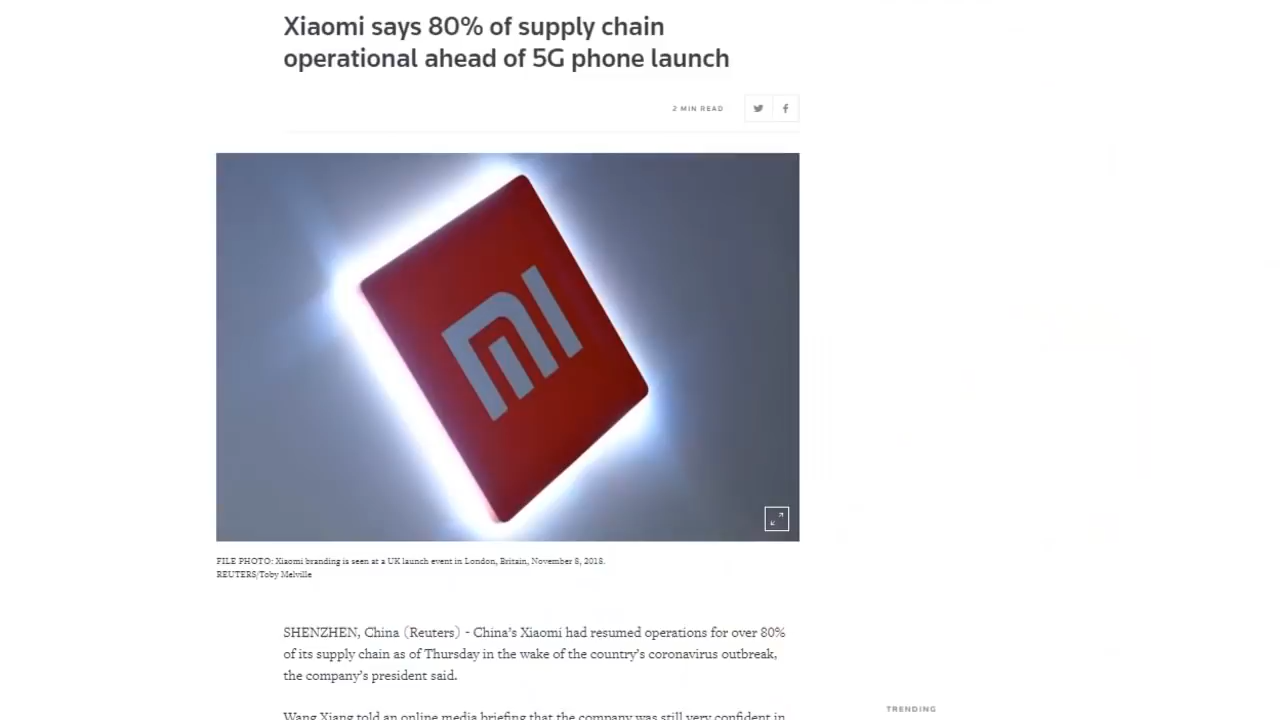 Xiaomi says 80% of supply chain
operational ahead of 5G phone launch
2 MIN READ
FILE PHOTO: Xiaomi branding is seen at a UK launch event in London, Britain, November 8, 2018.
REUTERS/Toby Melville
SHENZHEN, China (Reuters) - China’s Xiaomi had resumed operations for over 80%
of its supply chain as of Thursday in the wake of the country’s coronavirus outbreak,
the company’s president said.
Wang Xiang told an online media briefing that the company was still very confident in
TRENDING